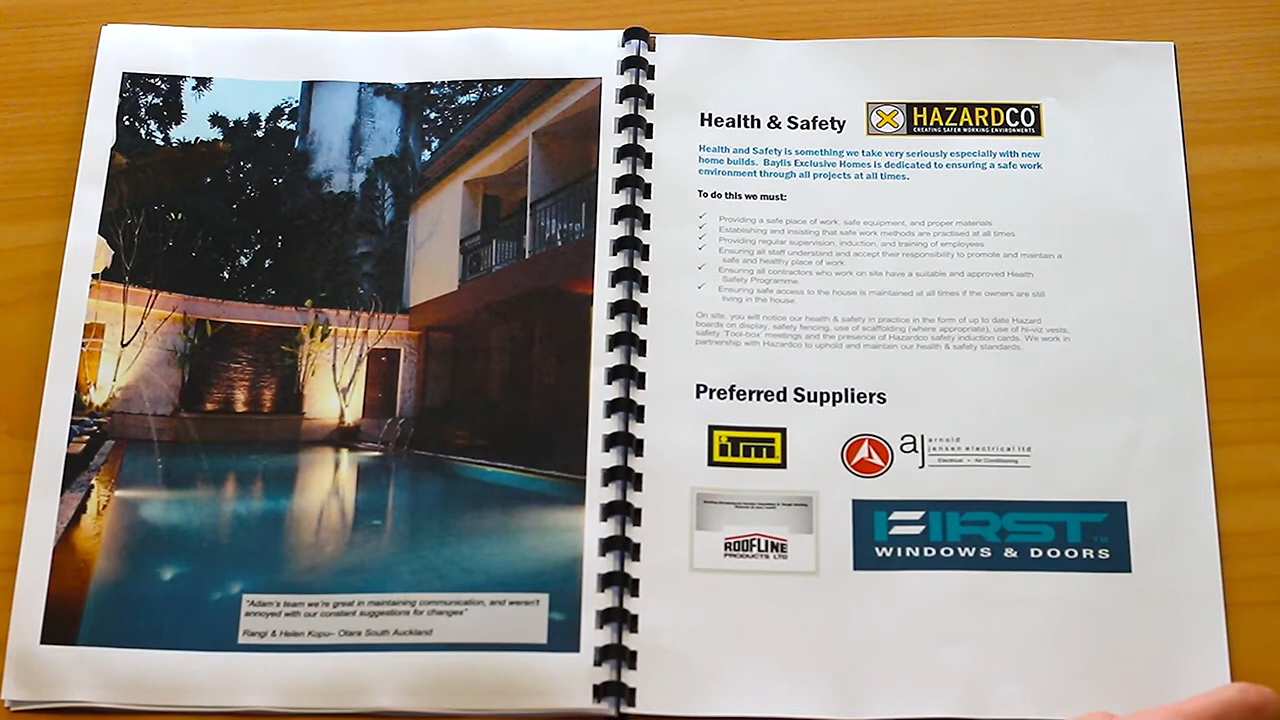 "Adam's team we're great in maintaining communication, and weren't
annoyed with our constant suggestions for changes"
Rangi & Helen Kopu– Otara South Auckland
Health & Safety
HAZARDCO™
CREATING SAFER WORKING ENVIRONMENTS
Health and Safety is something we take very seriously especially with new
home builds.  Baylis Exclusive Homes is dedicated to ensuring a safe work
environment through all projects at all times.
To do this we must:
✓ Providing a safe place of work, safe equipment, and proper materials
✓ Establishing and insisting that safe work methods are practised at all times.
✓ Providing regular supervision, induction, and training of employees
✓ Ensuring all staff understand and accept their responsibility to promote and maintain a
safe and healthy place of work.
✓ Ensuring all contractors who work on site have a suitable and approved Health
Safety Programme.
✓ Ensuring safe access to the house is maintained at all times if the owners are still
living in the house.
On site, you will notice our health & safety in practice in the form of up to date Hazard
boards on display, safety fencing, use of scaffolding (where appropriate), use of hi-viz vests,
safety 'Tool-box' meetings and the presence of Hazardco safety induction cards. We work in
partnership with Hazardco to uphold and maintain our health & safety standards.
Preferred Suppliers
itm
aj arnold
jensen electrical ltd
Electrical • Air Conditioning
ROOFLINE
PRODUCTS LTD
FIRST™
WINDOWS & DOORS